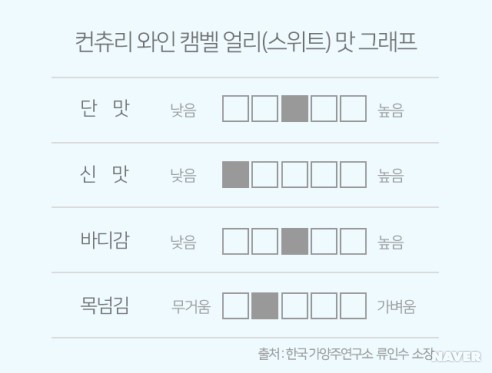 컨츄리 와인 캠벨 얼리(스위트) 맛 그래프
단 맛 낮음 높음
신 맛 낮음 높음
바디감 낮음 높음
목넘김 무거움 가벼움
출처 : 한국가양주연구소 류인수 소장
NAVER